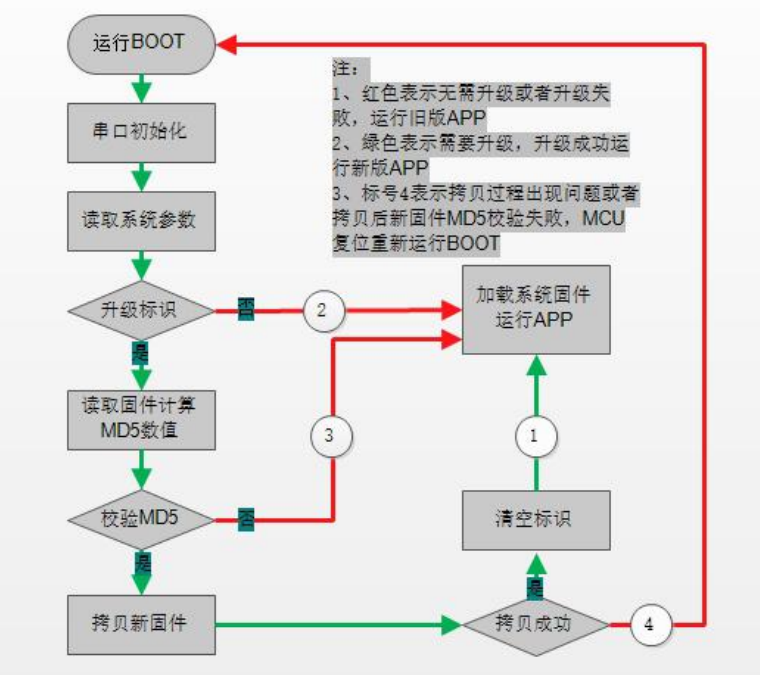 运行BOOT
注：
1、红色表示无需升级或者升级失
败，运行旧版APP
2、绿色表示需要升级，升级成功运
行新版APP
3、标号4表示拷贝过程出现问题或者
拷贝后新固件MD5校验失败，MCU
复位重新运行BOOT
串口初始化
读取系统参数
升级标识
否
2
加载系统固件
运行APP
是
读取固件计算
MD5数值
3
1
校验MD5
否
清空标识
是
是
拷贝新固件
拷贝成功
4